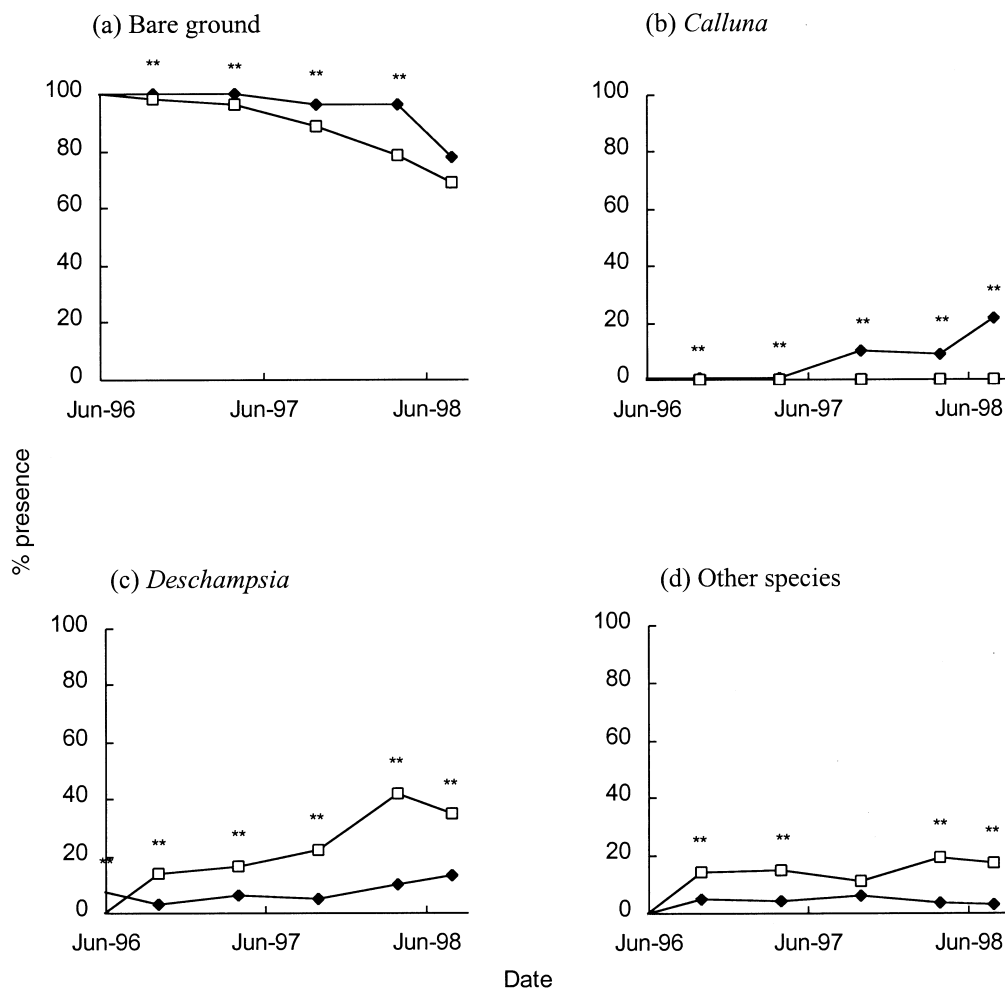 (a) Bare ground
** ** ** **
100
80
60
40
20
0
Jun-96 Jun-97 Jun-98
(b) Calluna
100
80
60
40
20
0
** ** ** ** **
Jun-96 Jun-97 Jun-98
% presence
(c) Deschampsia
100
80
60
40
20
0
** ** ** ** ** **
Jun-96 Jun-97 Jun-98
(d) Other species
100
80
60
40
20
0
** ** ** **
Jun-96 Jun-97 Jun-98
Date